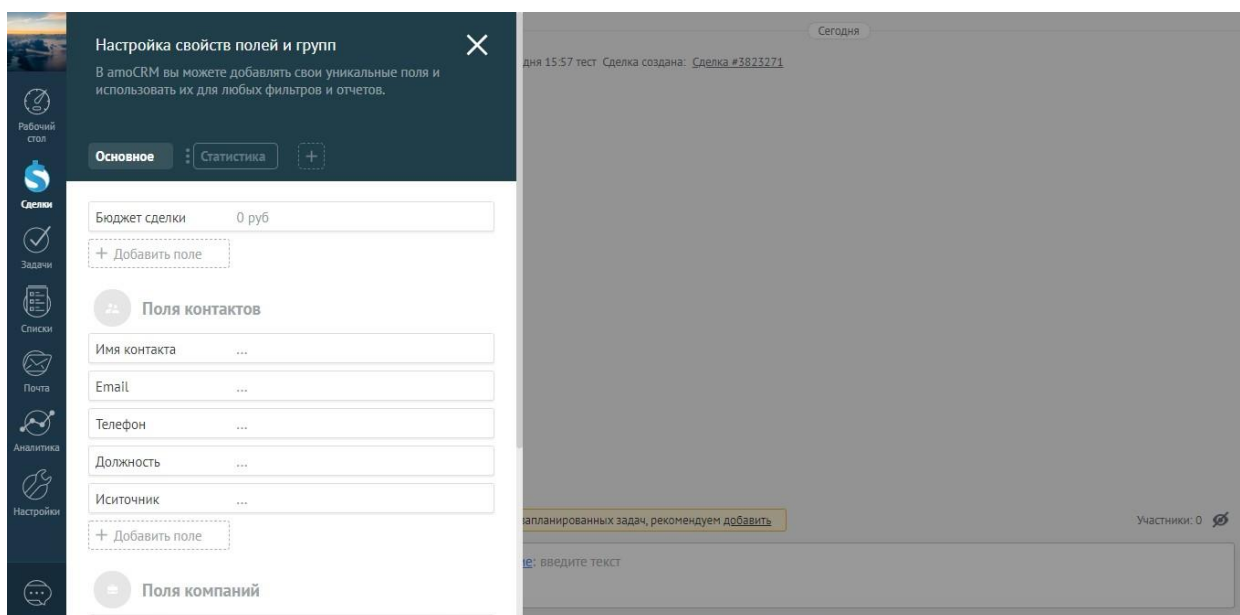 Рабочий
стол
Сделки
Задачи
Списки
Почта
Аналитика
Настройки
Настройка свойств полей и групп
В amoCRM вы можете добавлять свои уникальные поля и
использовать их для любых фильтров и отчетов.
Основное Статистика +
Бюджет сделки 0 руб
+ Добавить поле
Поля контактов
Имя контакта ...
Email ...
Телефон ...
Должность ...
Иситочник ...
+ Добавить поле
Поля компаний
Сегодня
дня 15:57 тест Сделка создана: Сделка #3823271
запланированных задач, рекомендуем добавить
Участники: 0
ие: введите текст